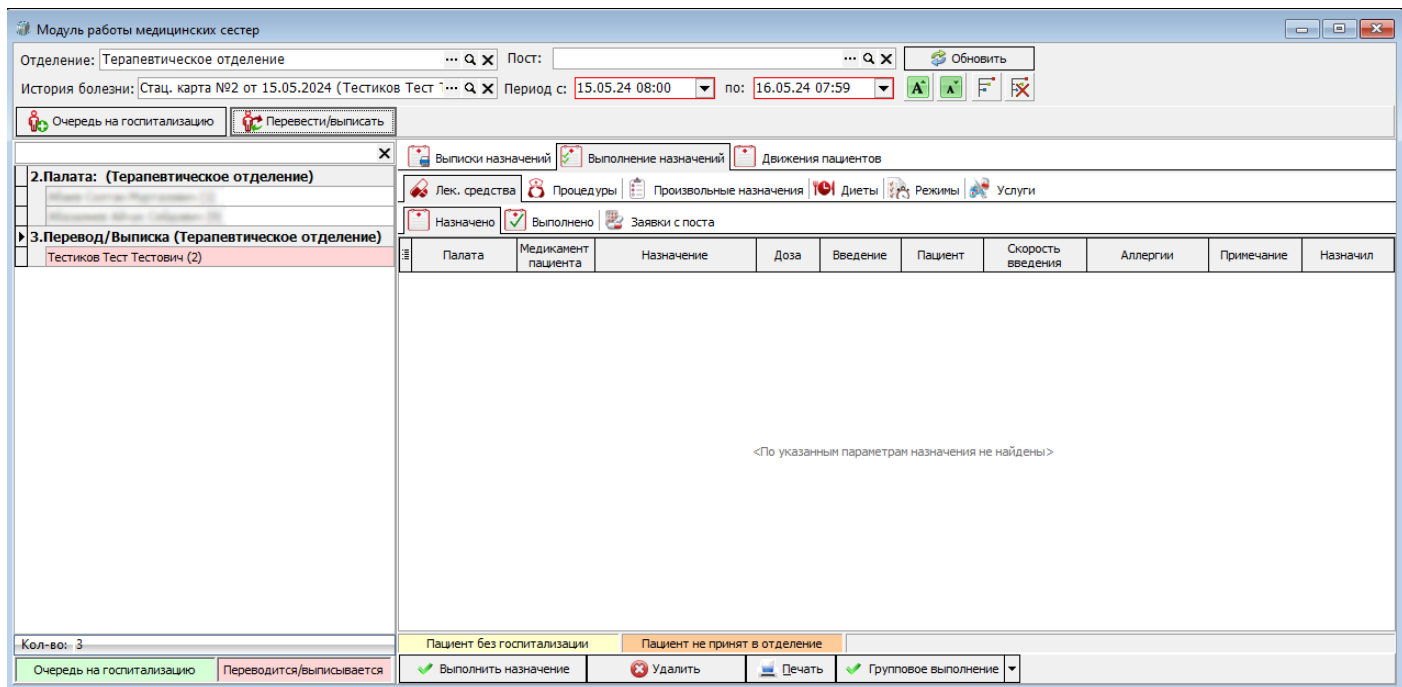 Модуль работы медицинских сестер
Отделение: Терапевтическое отделение ... Пост: ... Обновить
История болезни: Стац. карта №2 от 15.05.2024 (Тестиков Тест Т ... Период с: 15.05.24 08:00 по: 16.05.24 07:59
Очередь на госпитализацию Перевести/выписать
Выписки назначений Выполнение назначений Движения пациентов
2.Палата: (Терапевтическое отделение)
3.Перевод/Выписка (Терапевтическое отделение)
Тестиков Тест Тестович (2)
Лек. средства Процедуры Произвольные назначения Диеты Режимы Услуги
Назначено Выполнено Заявки с поста
Палата Медикамент пациента Назначение Доза Введение Пациент Скорость введения Аллергии Примечание Назначил
<По указанным параметрам назначения не найдены>
Кол-во: 3
Пациент без госпитализации Пациент не принят в отделение
Очередь на госпитализацию Переводится/выписывается
Выполнить назначение Удалить Печать Групповое выполнение